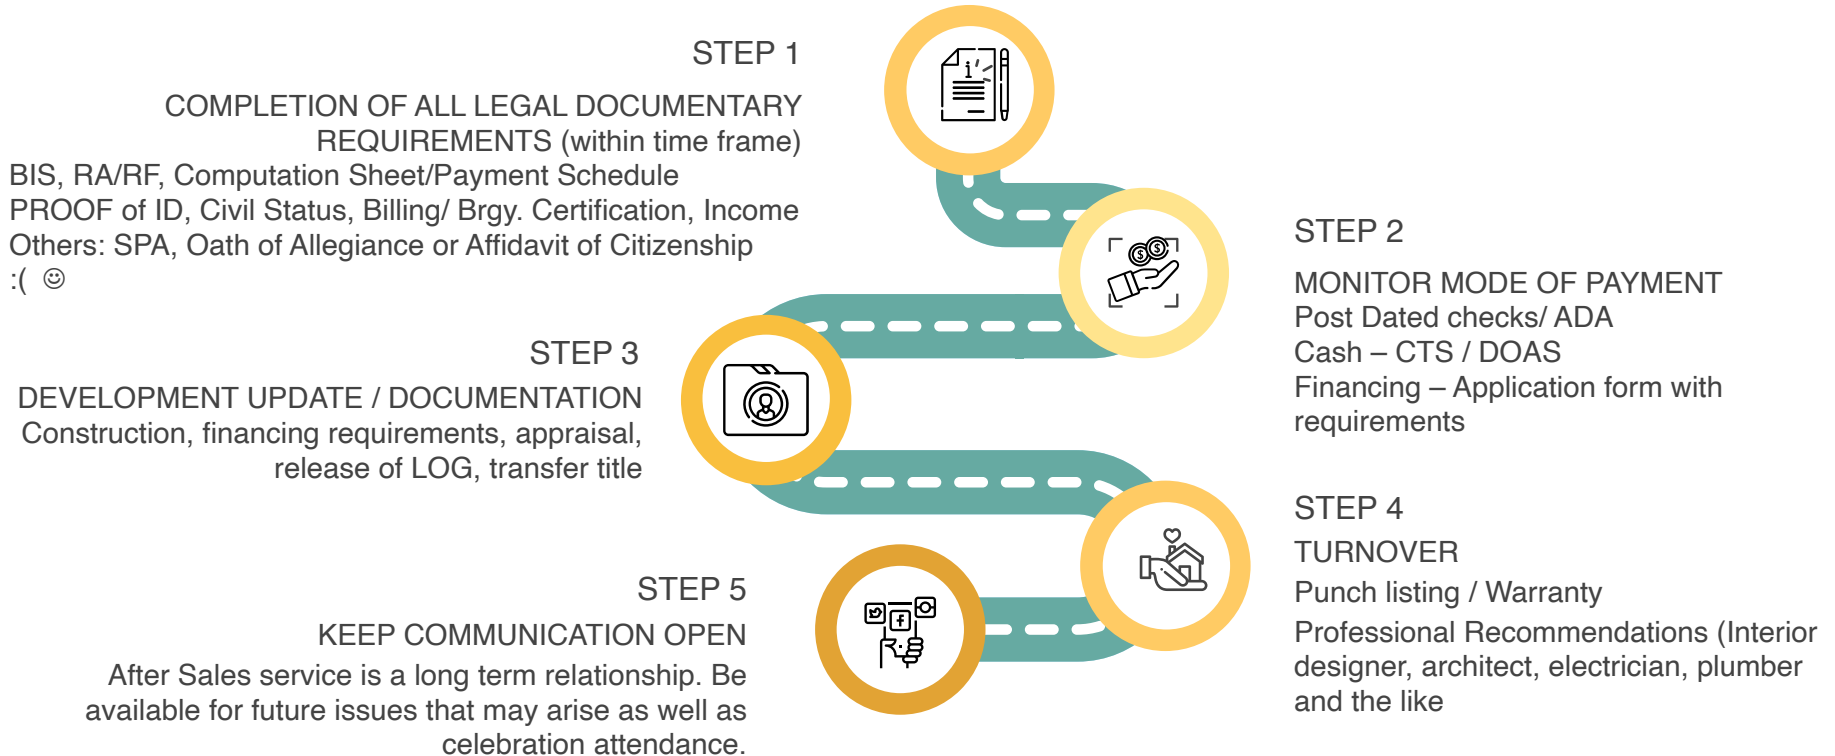 STEP 1
COMPLETION OF ALL LEGAL DOCUMENTARY
REQUIREMENTS (within time frame)
BIS, RA/RF, Computation Sheet/Payment Schedule
PROOF of ID, Civil Status, Billing/ Brgy. Certification, Income
Others: SPA, Oath of Allegiance or Affidavit of Citizenship
:( ☺
STEP 2
MONITOR MODE OF PAYMENT
Post Dated checks/ ADA
Cash – CTS / DOAS
Financing – Application form with
requirements
STEP 3
DEVELOPMENT UPDATE / DOCUMENTATION
Construction, financing requirements, appraisal,
release of LOG, transfer title
STEP 4
TURNOVER
Punch listing / Warranty
Professional Recommendations (Interior
designer, architect, electrician, plumber
and the like
STEP 5
KEEP COMMUNICATION OPEN
After Sales service is a long term relationship. Be
available for future issues that may arise as well as
celebration attendance.